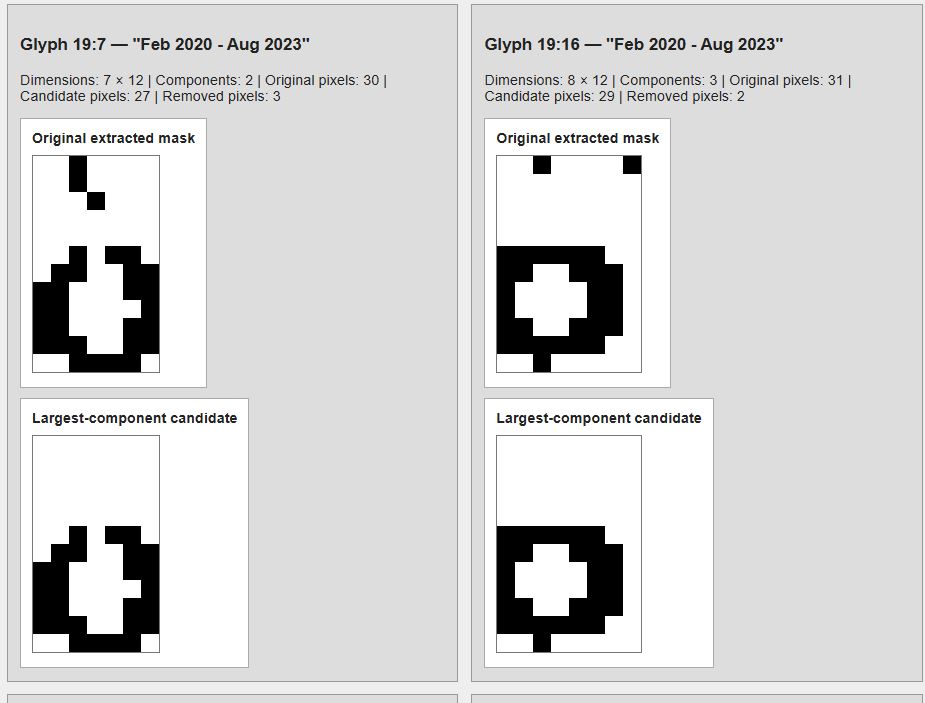 Glyph 19:7 — "Feb 2020 - Aug 2023"
Dimensions: 7 × 12 | Components: 2 | Original pixels: 30 |
Candidate pixels: 27 | Removed pixels: 3
Original extracted mask
Largest-component candidate
Glyph 19:16 — "Feb 2020 - Aug 2023"
Dimensions: 8 × 12 | Components: 3 | Original pixels: 31 |
Candidate pixels: 29 | Removed pixels: 2
Original extracted mask
Largest-component candidate